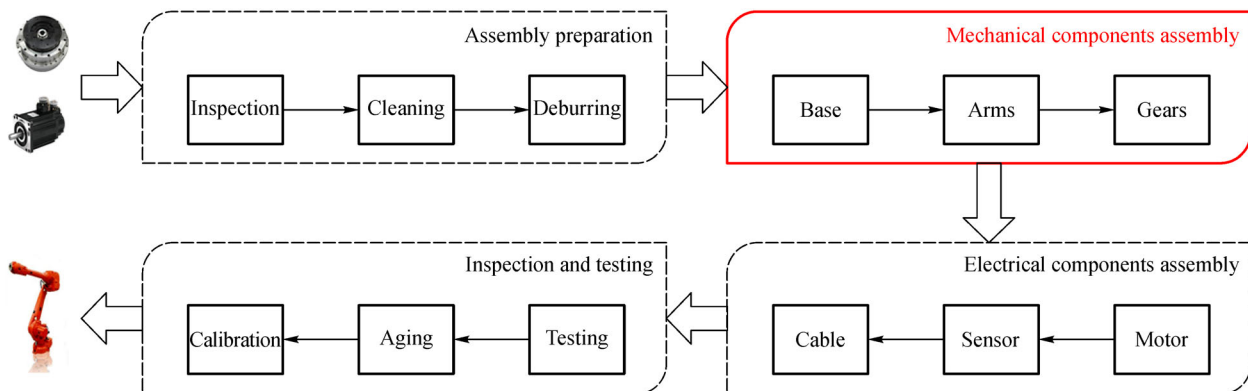 Assembly preparation
Inspection
Cleaning
Deburring
Mechanical components assembly
Base
Arms
Gears
Electrical components assembly
Motor
Sensor
Cable
Inspection and testing
Testing
Aging
Calibration